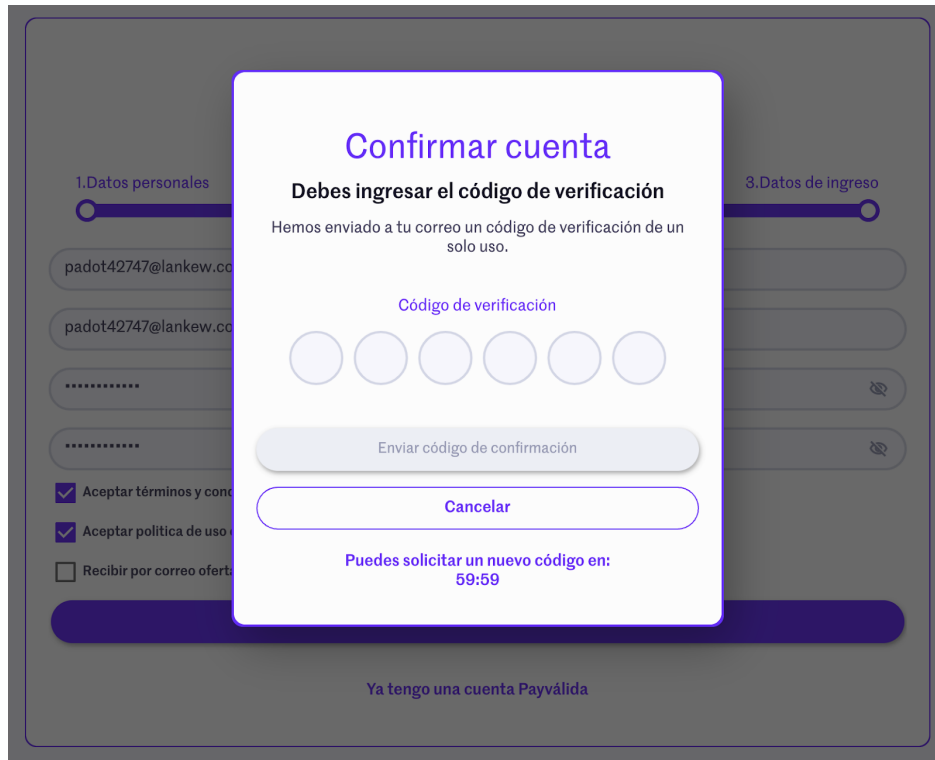 Confirmar cuenta
Debes ingresar el código de verificación
Hemos enviado a tu correo un código de verificación de un
solo uso.
Código de verificación
Enviar código de confirmación
Cancelar
Puedes solicitar un nuevo código en:
59:59
1.Datos personales
3.Datos de ingreso
padot42747@lankew.co
padot42747@lankew.co
Aceptar términos y cond
Aceptar politica de uso
Recibir por correo ofert
Ya tengo una cuenta Payválida